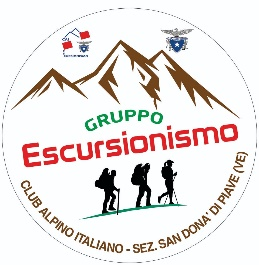 GRUPPO
Escursionismo
CLUB ALPINO ITALIANO - SEZ. SAN DONA' DI PIAVE (VE)